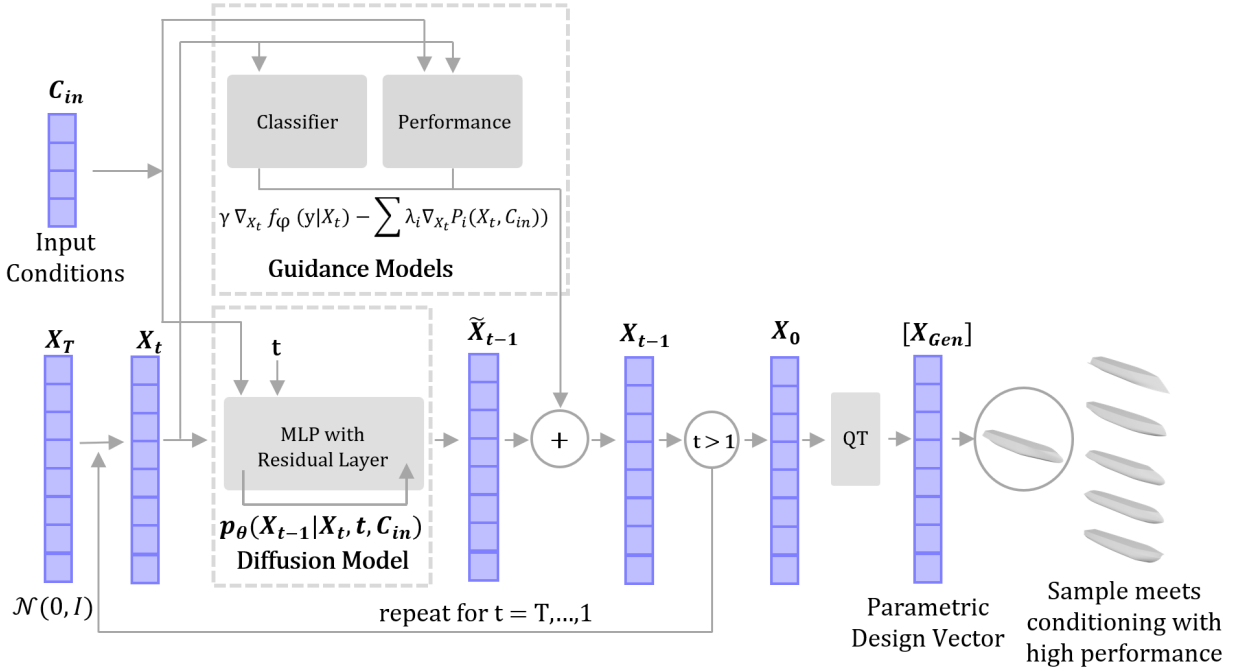 C_in
Input
Conditions
Classifier
Performance
γ ∇_{X_t} f_φ (y|X_t) − ∑ λ_i ∇_{X_t} P_i(X_t, C_in))
Guidance Models
X_T
X_t
t
MLP with
Residual Layer
p_θ(X_{t−1}|X_t, t, C_in)
Diffusion Model
X̃_{t−1}
+
X_{t−1}
t > 1
X_0
QT
[X_Gen]
𝒩(0, I)
repeat for t = T,...,1
Parametric
Design Vector
Sample meets
conditioning with
high performance